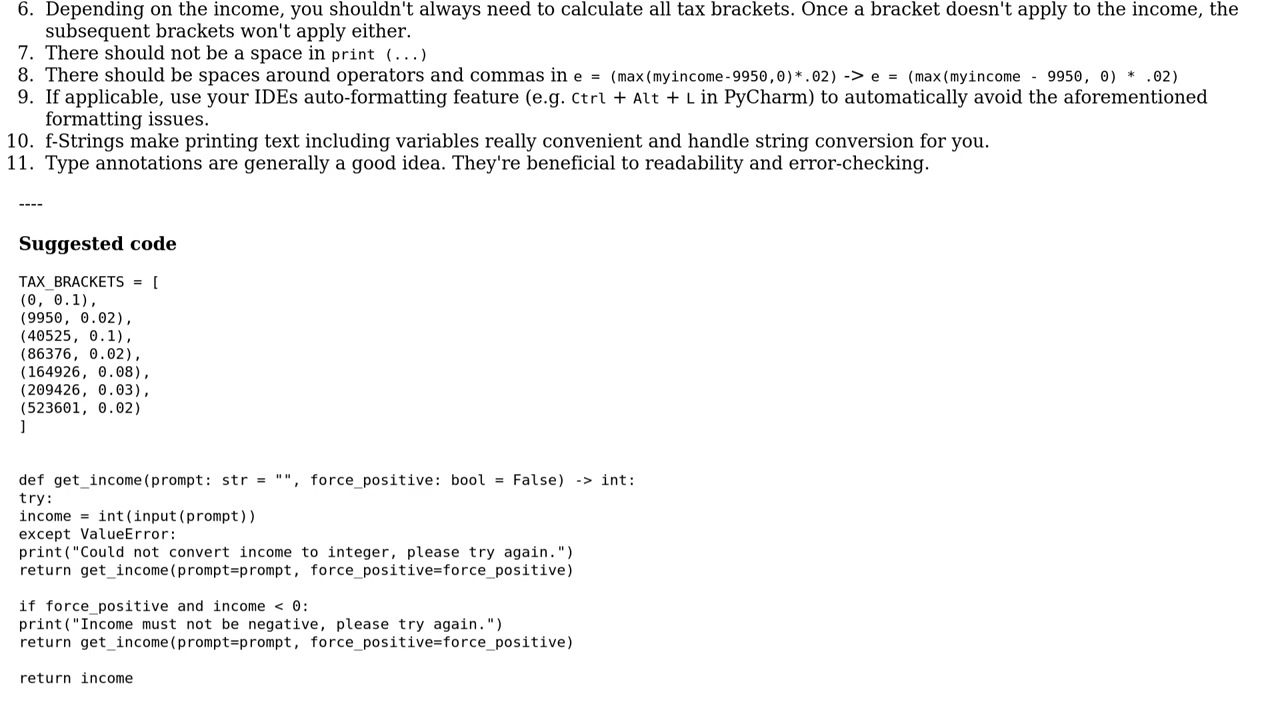 6. Depending on the income, you shouldn't always need to calculate all tax brackets. Once a bracket doesn't apply to the income, the
subsequent brackets won't apply either.
7. There should not be a space in print (...)
8. There should be spaces around operators and commas in e = (max(myincome-9950,0)*.02) -> e = (max(myincome - 9950, 0) * .02)
9. If applicable, use your IDEs auto-formatting feature (e.g. Ctrl + Alt + L in PyCharm) to automatically avoid the aforementioned
formatting issues.
10. f-Strings make printing text including variables really convenient and handle string conversion for you.
11. Type annotations are generally a good idea. They're beneficial to readability and error-checking.
----
Suggested code
TAX_BRACKETS = [
(0, 0.1),
(9950, 0.02),
(40525, 0.1),
(86376, 0.02),
(164926, 0.08),
(209426, 0.03),
(523601, 0.02)
]
def get_income(prompt: str = "", force_positive: bool = False) -> int:
try:
income = int(input(prompt))
except ValueError:
print("Could not convert income to integer, please try again.")
return get_income(prompt=prompt, force_positive=force_positive)
if force_positive and income < 0:
print("Income must not be negative, please try again.")
return get_income(prompt=prompt, force_positive=force_positive)
return income